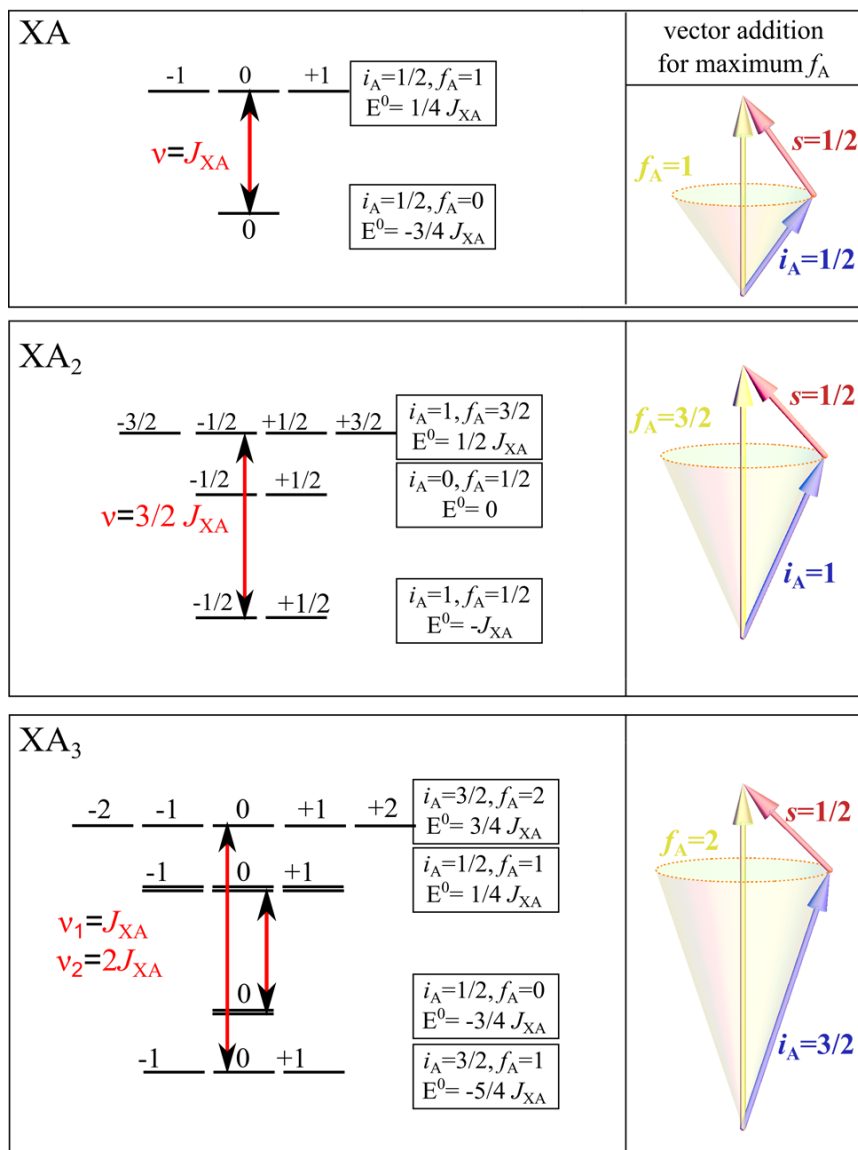 XA
vector addition
for maximum fA
-1 0 +1
iA=1/2, fA=1
E⁰= 1/4 JXA
ν=JXA
0
iA=1/2, fA=0
E⁰= -3/4 JXA
fA=1
s=1/2
iA=1/2
XA₂
-3/2 -1/2 +1/2 +3/2
iA=1, fA=3/2
E⁰= 1/2 JXA
-1/2 +1/2
iA=0, fA=1/2
E⁰= 0
ν=3/2 JXA
-1/2 +1/2
iA=1, fA=1/2
E⁰= -JXA
fA=3/2
s=1/2
iA=1
XA₃
-2 -1 0 +1 +2
iA=3/2, fA=2
E⁰= 3/4 JXA
-1 0 +1
iA=1/2, fA=1
E⁰= 1/4 JXA
ν₁=JXA
ν₂=2JXA
0
iA=1/2, fA=0
E⁰= -3/4 JXA
-1 0 +1
iA=3/2, fA=1
E⁰= -5/4 JXA
fA=2
s=1/2
iA=3/2